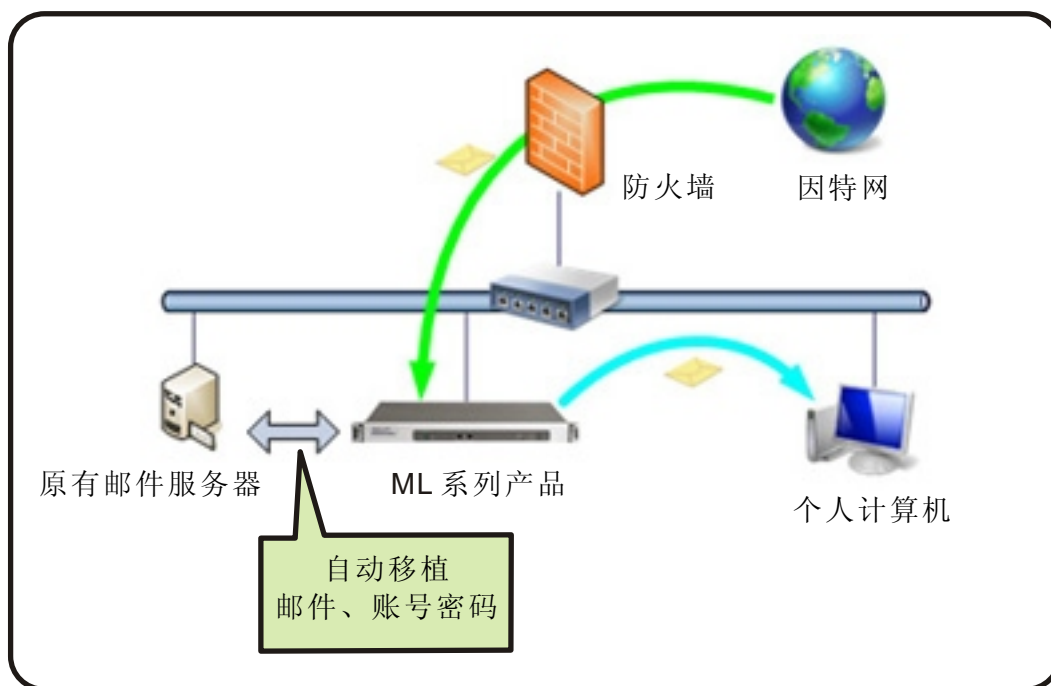 防火墙
因特网
原有邮件服务器
ML 系列产品
个人计算机
自动移植
邮件、账号密码